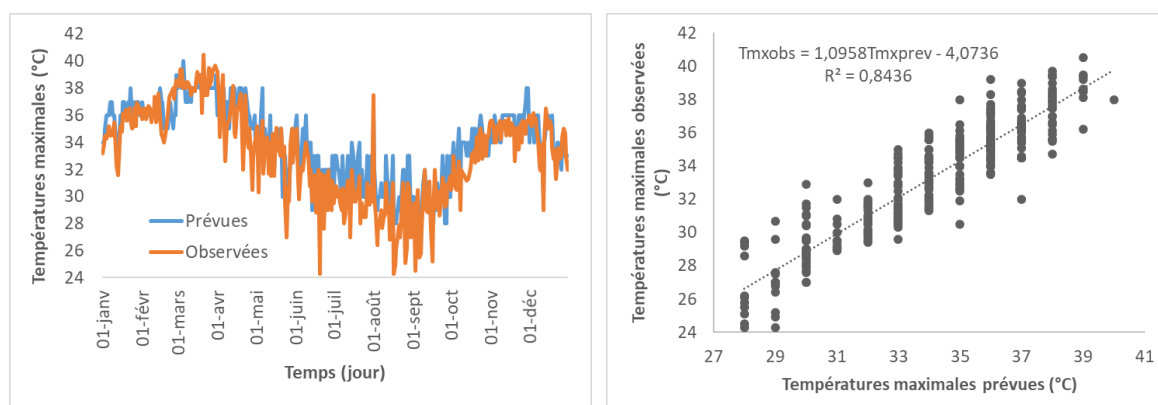 Températures maximales (°C)
42
40
38
36
34
32
30
28
26
24
Prévues
Observées
01-janv
01-févr
01-mars
01-avr
01-mai
01-juin
01-juil
01-août
01-sept
01-oct
01-nov
01-déc
Temps (jour)
Températures maximales observées
(°C)
42
40
38
36
34
32
30
28
26
24
Tmxobs = 1,0958Tmxprev - 4,0736
R² = 0,8436
27
29
31
33
35
37
39
41
Températures maximales prévues (°C)